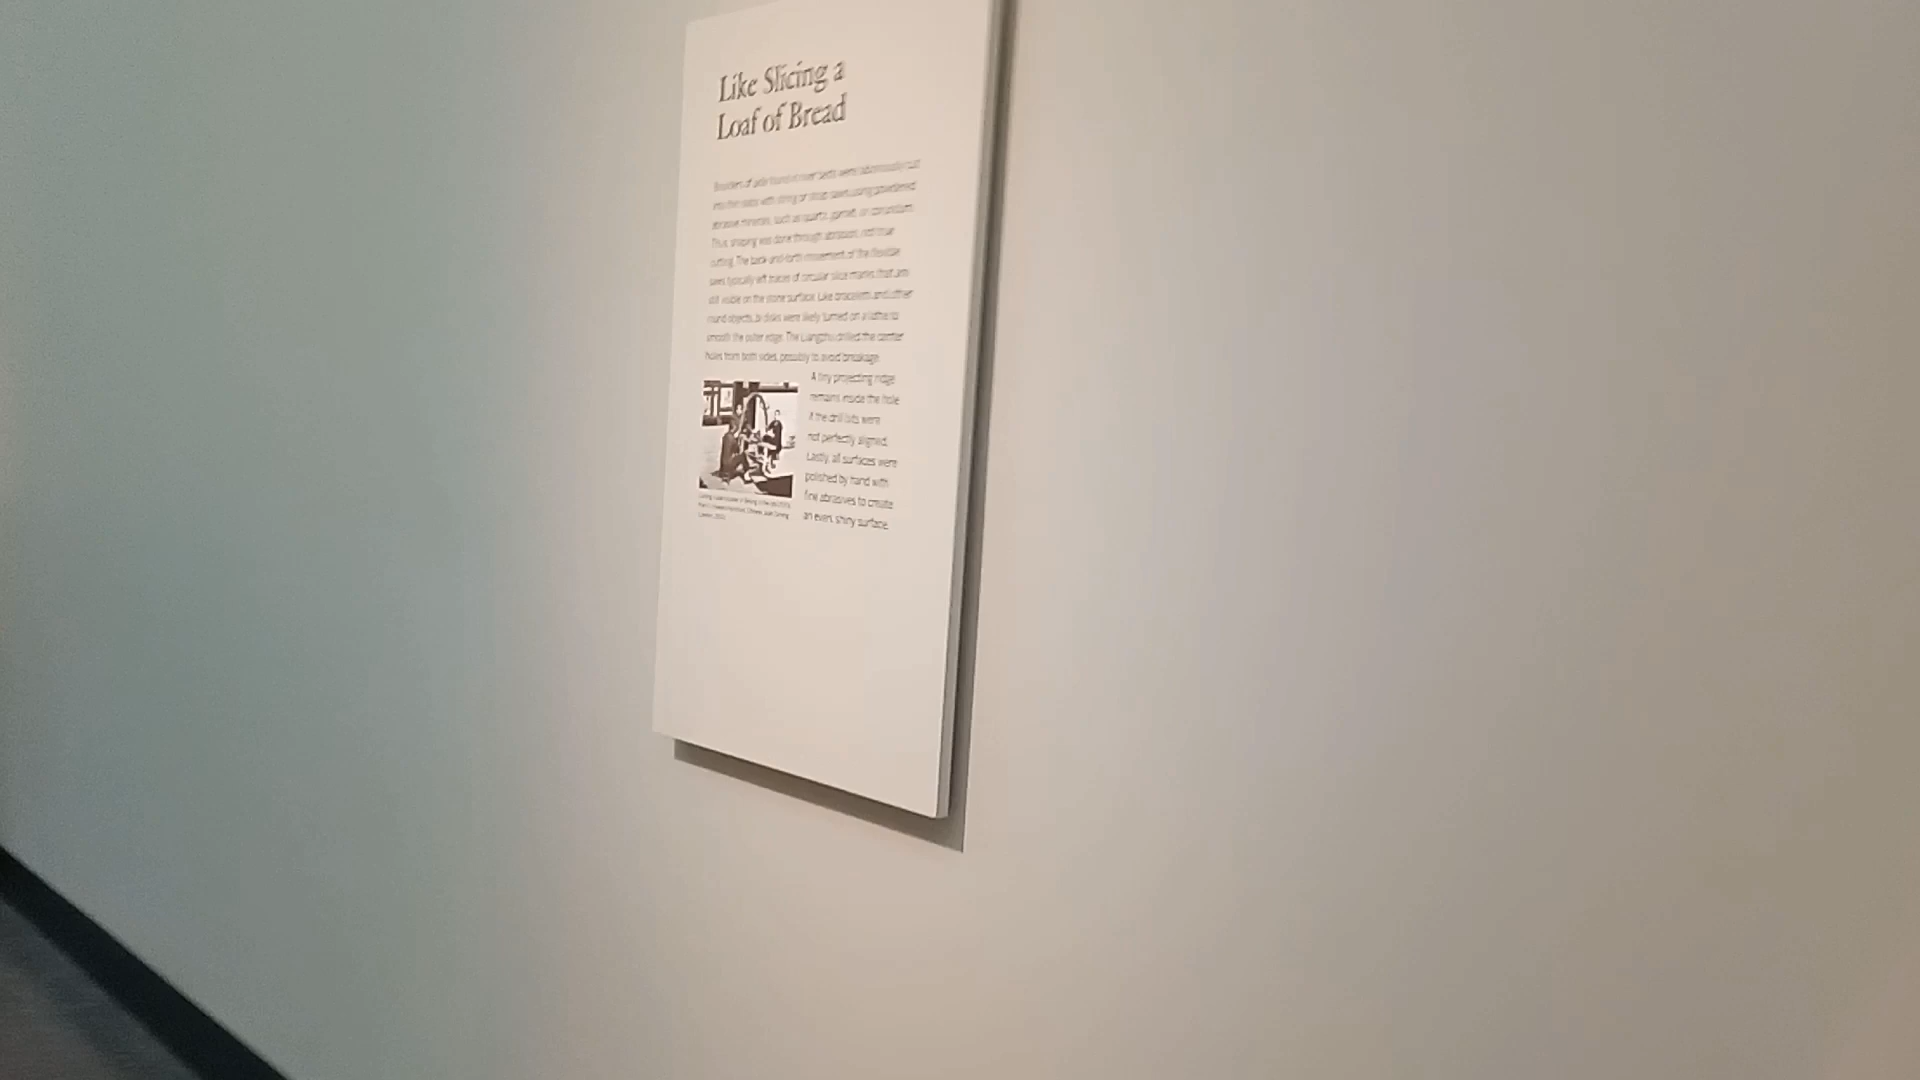 Like Slicing a
Loaf of Bread
Boulders of jade found in river beds were laboriously cut
into thin slabs with string or strap saws using powdered
abrasive minerals, such as quartz, garnet, or corundum.
Thus, shaping was done through abrasion, not true
cutting. The back-and-forth movement of the flexible
saws typically left traces of circular slice marks that are
still visible on the stone surface. Like bracelets and other
round objects, bi disks were likely turned on a lathe to
smooth the outer edge. The Liangzhu drilled the center
holes from both sides, possibly to avoid breakage.
A tiny projecting ridge
remains inside the hole
if the drill cuts were
not perfectly aligned.
Lastly, all surfaces were
polished by hand with
fine abrasives to create
an even, shiny surface.